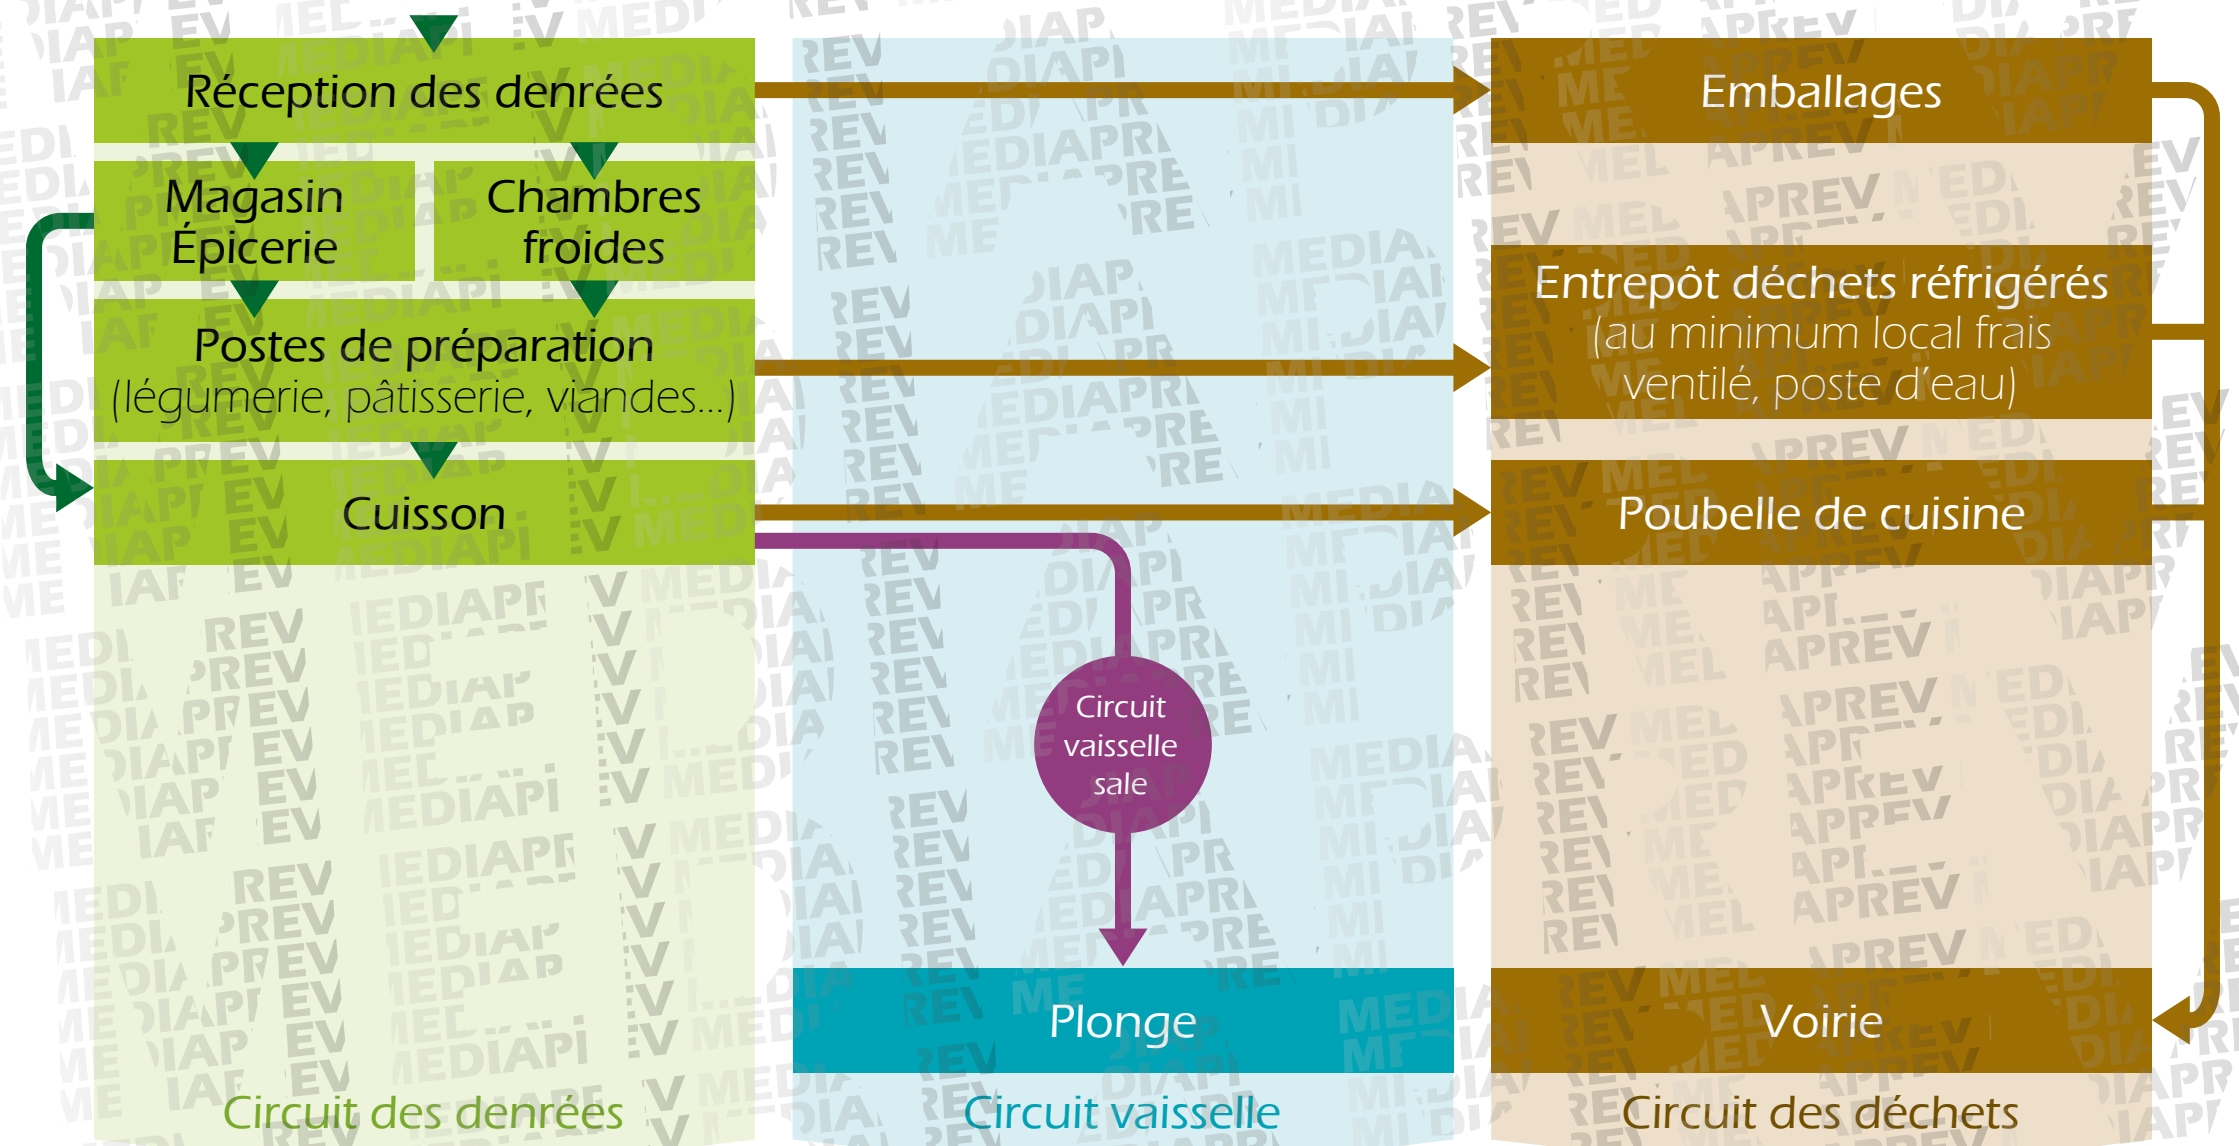 Réception des denrées
Emballages
Magasin
Épicerie
Chambres
froides
Entrepôt déchets réfrigérés
(au minimum local frais
ventilé, poste d'eau)
Postes de préparation
(légumerie, pâtisserie, viandes...)
Cuisson
Poubelle de cuisine
Circuit
vaisselle
sale
Plonge
Voirie
Circuit des denrées
Circuit vaisselle
Circuit des déchets